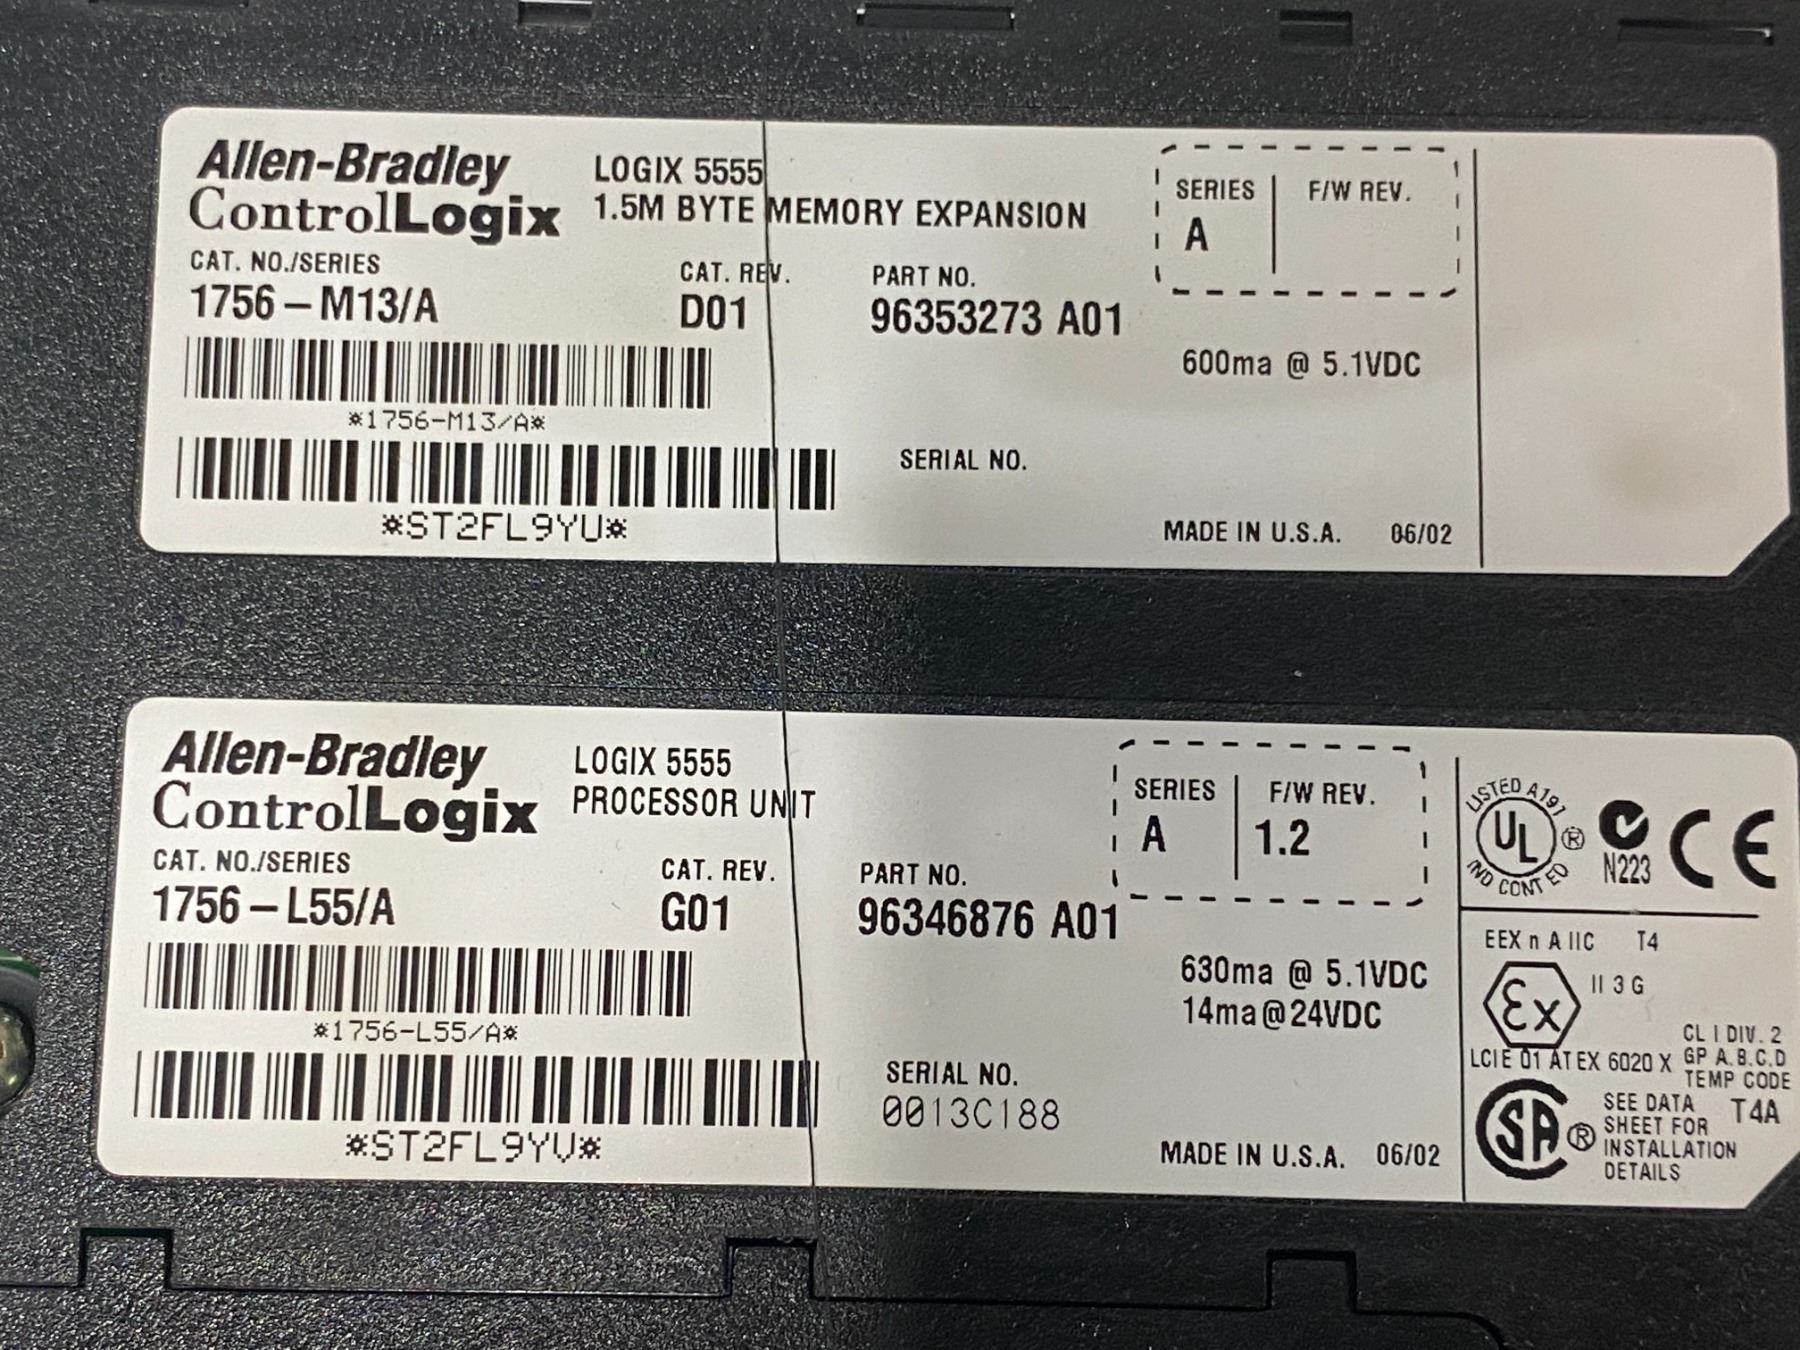 Allen-Bradley
ControlLogix
LOGIX 5555
1.5M BYTE MEMORY EXPANSION
SERIES
A
F/W REV.
CAT. NO./SERIES
1756-M13/A
CAT. REV.
D01
PART NO.
96353273 A01
600ma @ 5.1VDC
*1756-M13/A*
*ST2FL9YU*
SERIAL NO.
MADE IN U.S.A. 06/02
Allen-Bradley
ControlLogix
LOGIX 5555
PROCESSOR UNIT
SERIES
A
F/W REV.
1.2
CAT. NO./SERIES
1756-L55/A
CAT. REV.
G01
PART NO.
96346876 A01
630ma @ 5.1VDC
14ma@24VDC
*1756-L55/A*
*ST2FL9YV*
SERIAL NO.
0013C188
MADE IN U.S.A. 06/02
LISTED A197
UL ®
IND CONT EQ
N223
CE
EEX n A IIC T4
Ex
II 3 G
LCIE 01 ATEX 6020 X
CL I DIV. 2
GP A.B.C.D
TEMP CODE
T4A
SA ®
SEE DATA
SHEET FOR
INSTALLATION
DETAILS